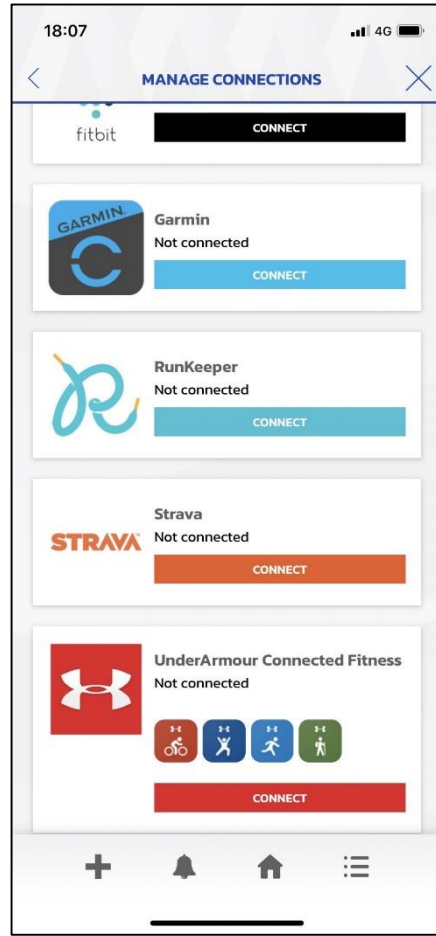 18:07
4G
MANAGE CONNECTIONS
fitbit
CONNECT
GARMIN.
Garmin
Not connected
CONNECT
RunKeeper
Not connected
CONNECT
STRAVA
Strava
Not connected
CONNECT
UnderArmour Connected Fitness
Not connected
CONNECT